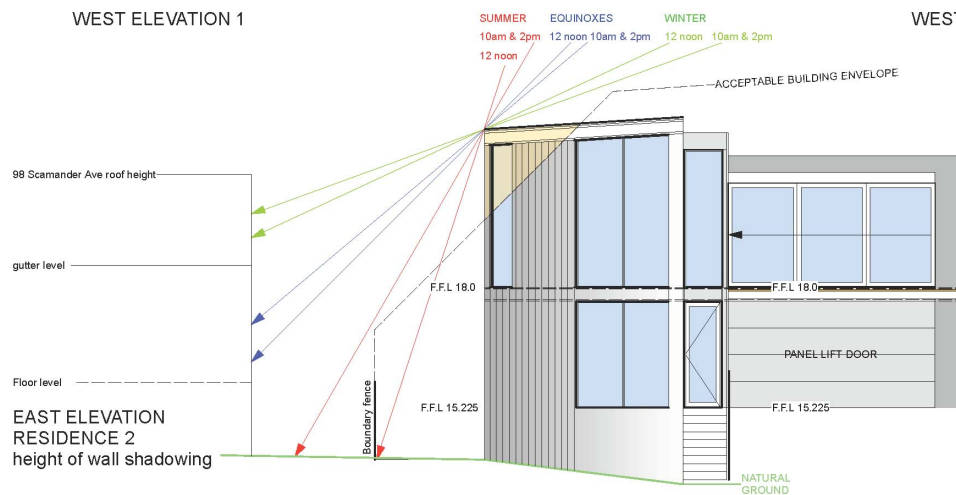 WEST ELEVATION 1
WEST
SUMMER
10am & 2pm
12 noon
EQUINOXES
12 noon 10am & 2pm
WINTER
12 noon 10am & 2pm
ACCEPTABLE BUILDING ENVELOPE
98 Scamander Ave roof height
gutter level
F.F.L 18.0
F.F.L 18.0
PANEL LIFT DOOR
Floor level
Boundary fence
F.F.L 15.225
F.F.L 15.225
EAST ELEVATION
RESIDENCE 2
height of wall shadowing
NATURAL
GROUND